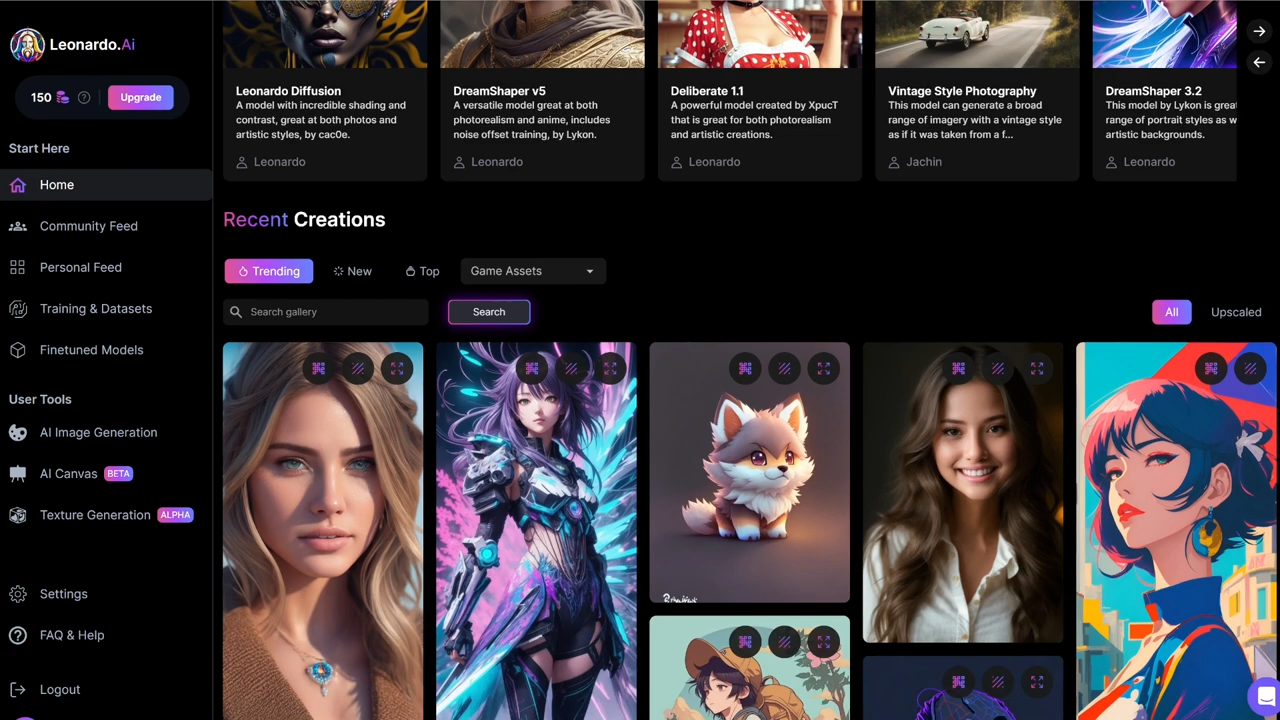 Leonardo.Ai
150
Upgrade
Start Here
Home
Community Feed
Personal Feed
Training & Datasets
Finetuned Models
User Tools
AI Image Generation
AI Canvas BETA
Texture Generation ALPHA
Settings
FAQ & Help
Logout
Leonardo Diffusion
A model with incredible shading and
contrast, great at both photos and
artistic styles, by cac0e.
Leonardo
DreamShaper v5
A versatile model great at both
photorealism and anime, includes
noise offset training, by Lykon.
Leonardo
Deliberate 1.1
A powerful model created by XpucT
that is great for both photorealism
and artistic creations.
Leonardo
Vintage Style Photography
This model can generate a broad
range of imagery with a vintage style
as if it was taken from a f...
Jachin
DreamShaper 3.2
This model by Lykon is great
range of portrait styles as w
artistic backgrounds.
Leonardo
Recent Creations
Trending
New
Top
Game Assets
Search gallery
Search
All
Upscaled